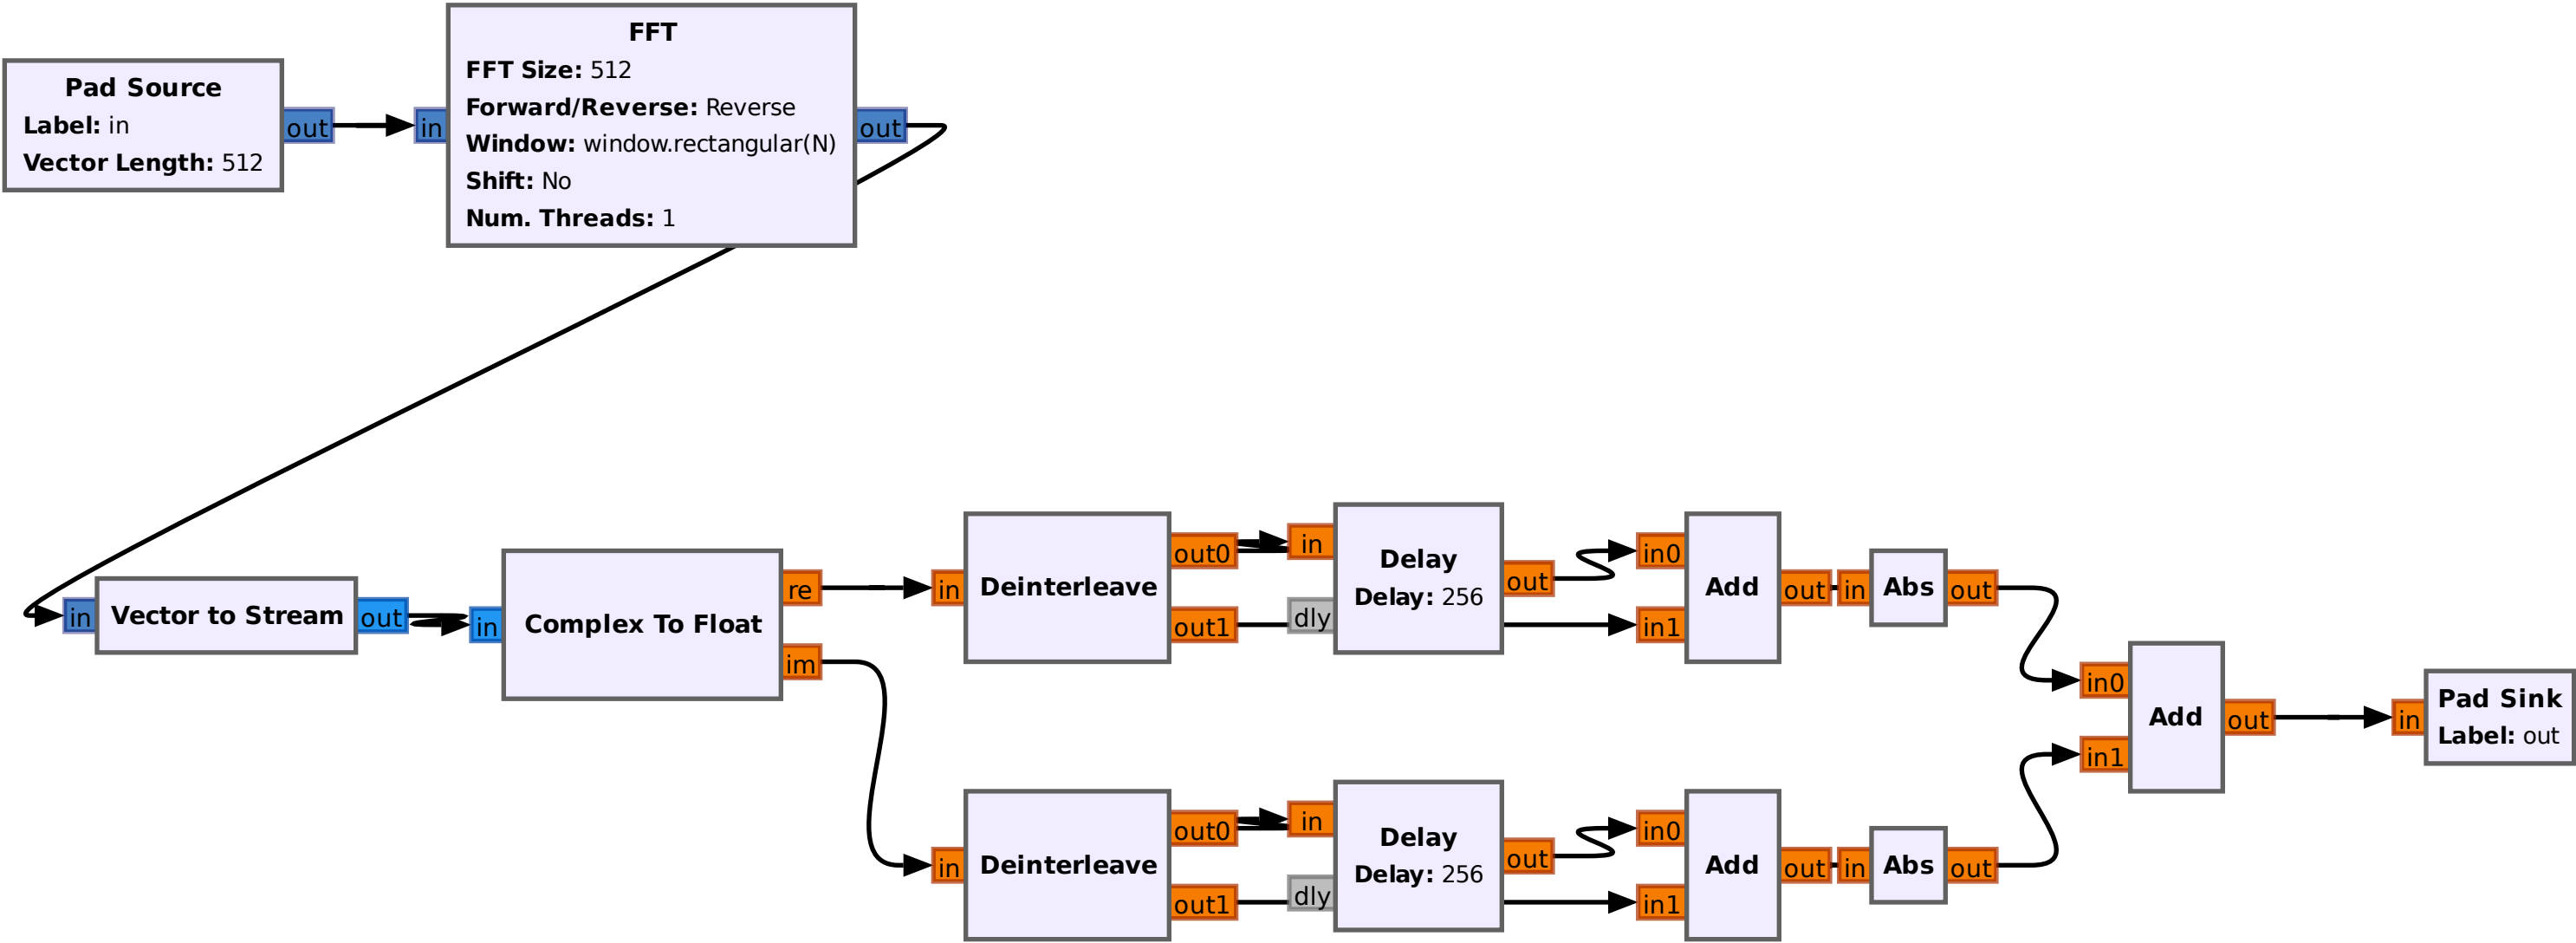 Pad Source
Label: in
Vector Length: 512
out
in
FFT
FFT Size: 512
Forward/Reverse: Reverse
Window: window.rectangular(N)
Shift: No
Num. Threads: 1
out
in
Vector to Stream
out
in
Complex To Float
re
im
in
Deinterleave
out0
out1
in
dly
Delay
Delay: 256
out
in0
in1
Add
out
in
Abs
out
in
Deinterleave
out0
out1
in
dly
Delay
Delay: 256
out
in0
in1
Add
out
in
Abs
out
in0
in1
Add
out
in
Pad Sink
Label: out